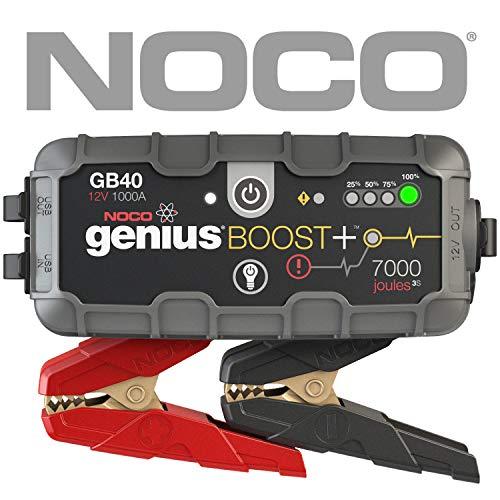 NOCO®
GB40
12V 1000A
NOCO
genius® BOOST+™
25% 50% 75% 100%
7000
joules 3S
USB OUT
USB IN
12V OUT
NOCO
NOCO